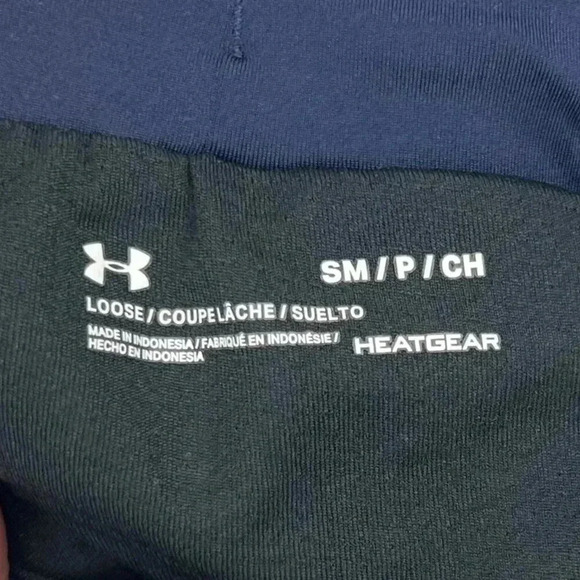 SM / P / CH
LOOSE / COUPE LÂCHE / SUELTO
MADE IN INDONESIA / FABRIQUÉ EN INDONÉSIE /
HECHO EN INDONESIA
HEATGEAR